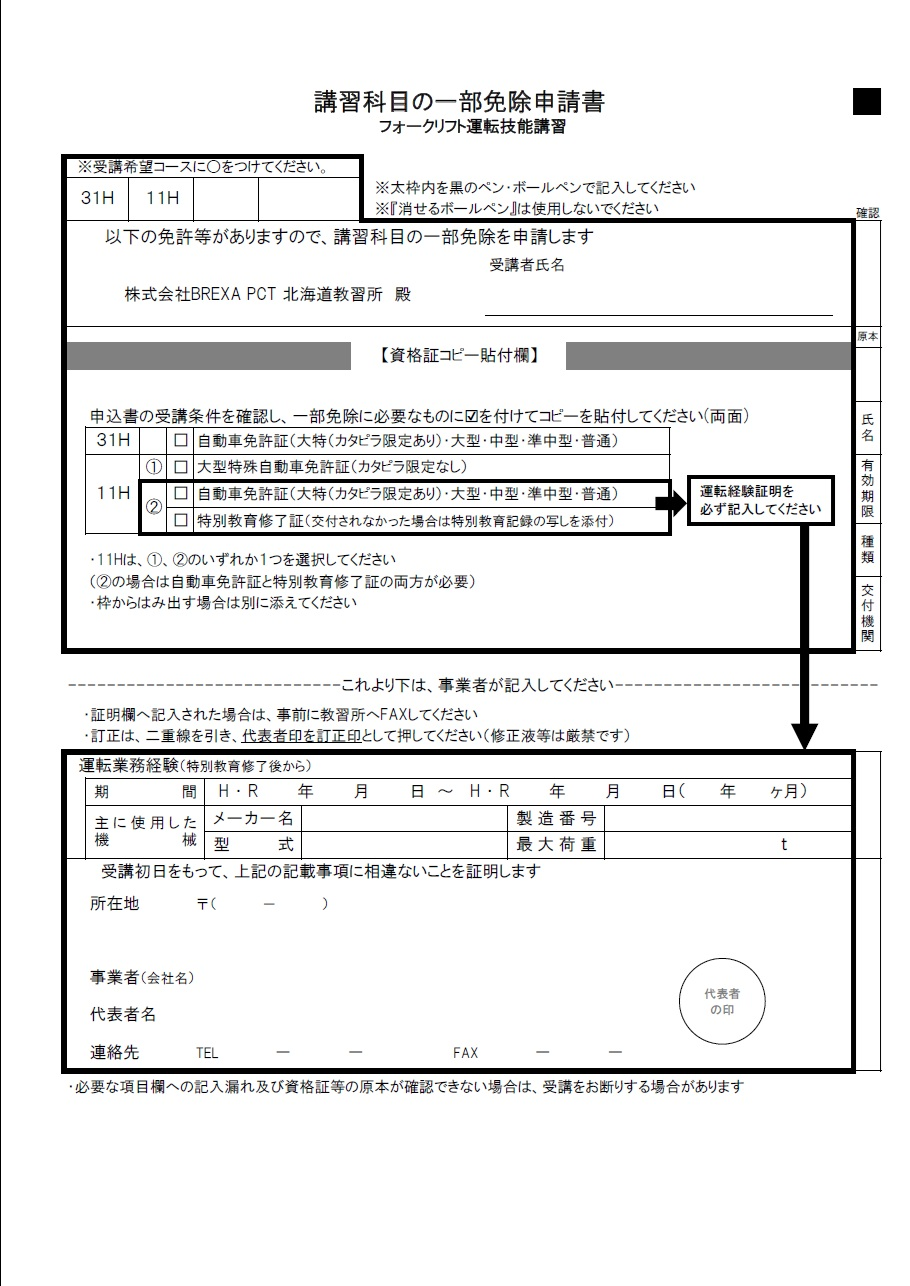 講習科目の一部免除申請書
フォークリフト運転技能講習
※受講希望コースに〇をつけてください。
31H 11H
※太枠内を黒のペン・ボールペンで記入してください
※『消せるボールペン』は使用しないでください
確認
以下の免許等がありますので、講習科目の一部免除を申請します
受講者氏名
株式会社BREXA PCT 北海道教習所 殿
原本
【資格証コピー貼付欄】
申込書の受講条件を確認し、一部免除に必要なものに☑を付けてコピーを貼付してください(両面)
氏名
31H □ 自動車免許証(大特(カタピラ限定あり)・大型・中型・準中型・普通)
11H ① □ 大型特殊自動車免許証(カタピラ限定なし)
有効期限
② □ 自動車免許証(大特(カタピラ限定あり)・大型・中型・準中型・普通)
□ 特別教育修了証(交付されなかった場合は特別教育記録の写しを添付)
運転経験証明を
必ず記入してください
種類
・11Hは、①、②のいずれか1つを選択してください
(②の場合は自動車免許証と特別教育修了証の両方が必要)
・枠からはみ出す場合は別に添えてください
交付機関
これより下は、事業者が記入してください
・証明欄へ記入された場合は、事前に教習所へFAXしてください
・訂正は、二重線を引き、代表者印を訂正印として押してください(修正液等は厳禁です)
運転業務経験(特別教育修了後から)
期間 H・R 年 月 日 ～ H・R 年 月 日( 年 ヶ月)
主に使用した機械 メーカー名 製造番号
型式 最大荷重 t
受講初日をもって、上記の記載事項に相違ないことを証明します
所在地 〒( － )
事業者(会社名)
代表者の印
代表者名
連絡先 TEL － － FAX － －
・必要な項目欄への記入漏れ及び資格証等の原本が確認できない場合は、受講をお断りする場合があります